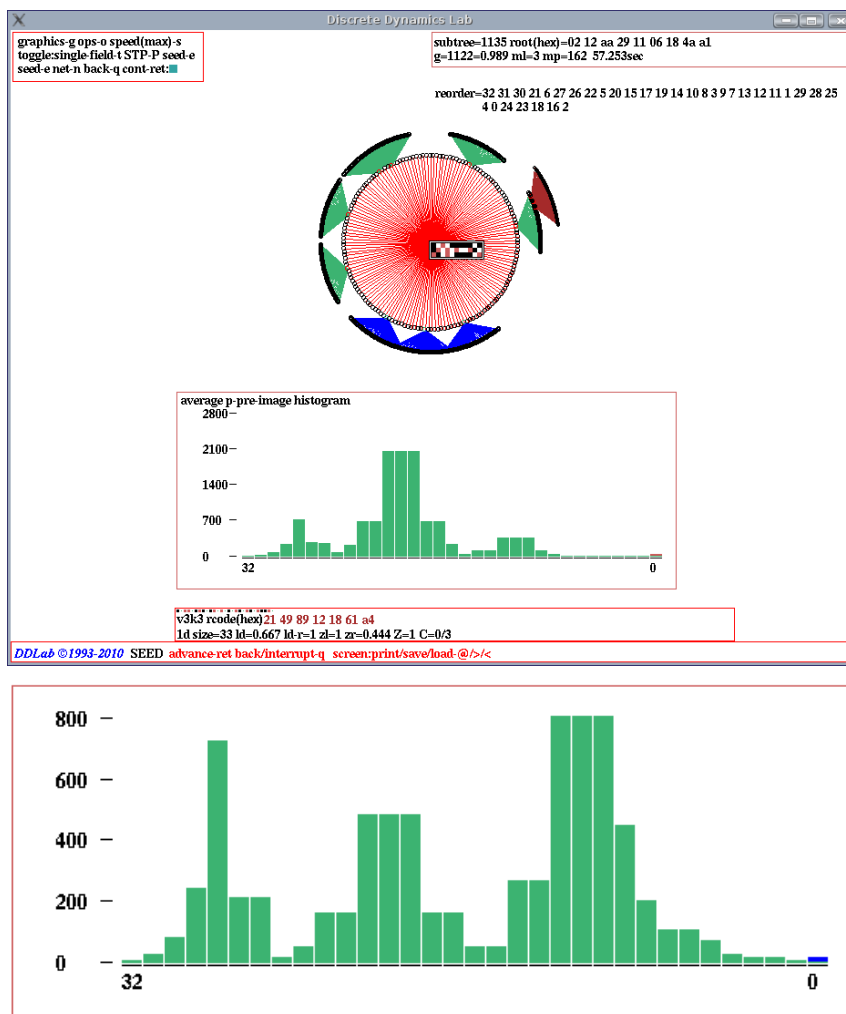 Discrete Dynamics Lab
graphics-g ops-o speed(max)-s
toggle:single-field-t STP-P seed-e
seed-e net-n back-q cont-ret:
subtree=1135 root(hex)=02 12 aa 29 11 06 18 4a a1
g=1122=0.989 ml=3 mp=162 57.253sec
reorder=32 31 30 21 6 27 26 22 5 20 15 17 19 14 10 8 3 9 7 13 12 11 1 29 28 25
4 0 24 23 18 16 2
average p-pre-image histogram
2800
2100
1400
700
0
32 0
v3k3 rcode(hex)21 49 89 12 18 61 a4
1d size=33 ld=0.667 ld-r=1 zl=1 zr=0.444 Z=1 C=0/3
DDLab ©1993-2010 SEED advance-ret back/interrupt-q screen:print/save/load-@/>/<
800
600
400
200
0
32 0